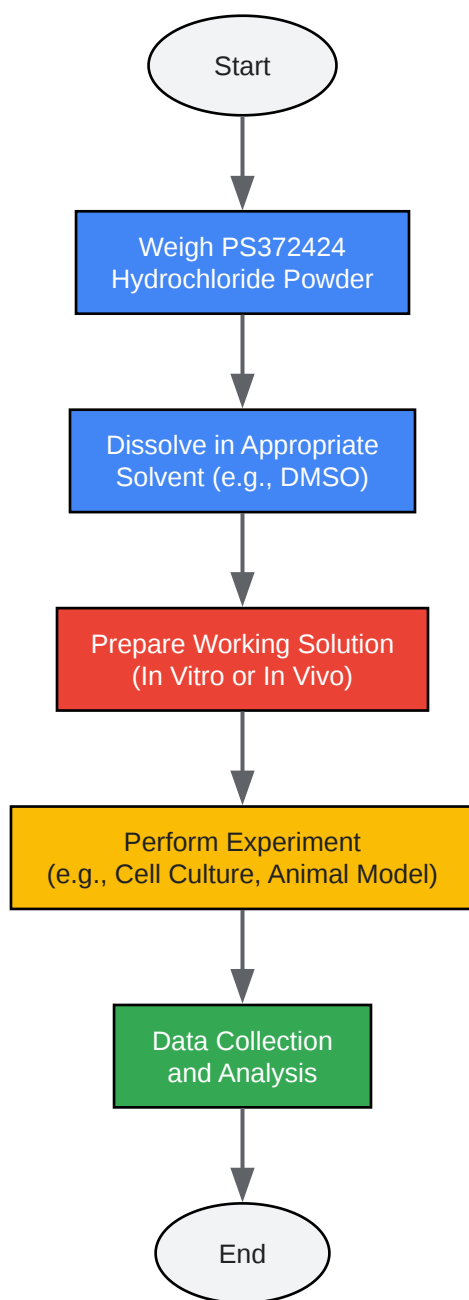 Start
Weigh PS372424
Hydrochloride Powder
Dissolve in Appropriate
Solvent (e.g., DMSO)
Prepare Working Solution
(In Vitro or In Vivo)
Perform Experiment
(e.g., Cell Culture, Animal Model)
Data Collection
and Analysis
End